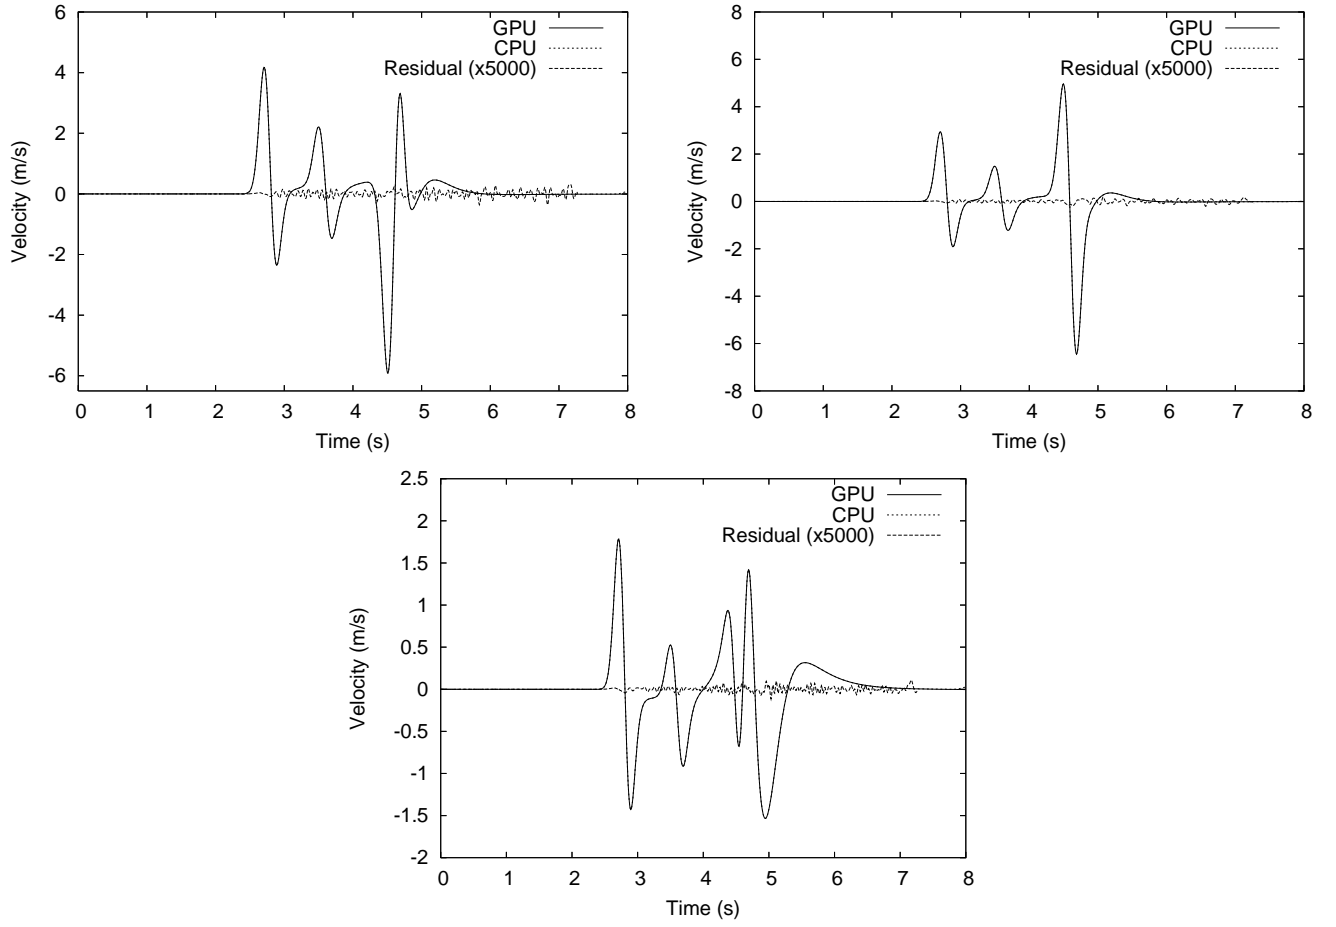 6
4
2
0
-2
-4
-6
0 1 2 3 4 5 6 7 8
Velocity (m/s)
Time (s)
GPU
CPU
Residual (x5000)
8
6
4
2
0
-2
-4
-6
-8
0 1 2 3 4 5 6 7 8
Velocity (m/s)
Time (s)
GPU
CPU
Residual (x5000)
2.5
2
1.5
1
0.5
0
-0.5
-1
-1.5
-2
0 1 2 3 4 5 6 7 8
Velocity (m/s)
Time (s)
GPU
CPU
Residual (x5000)